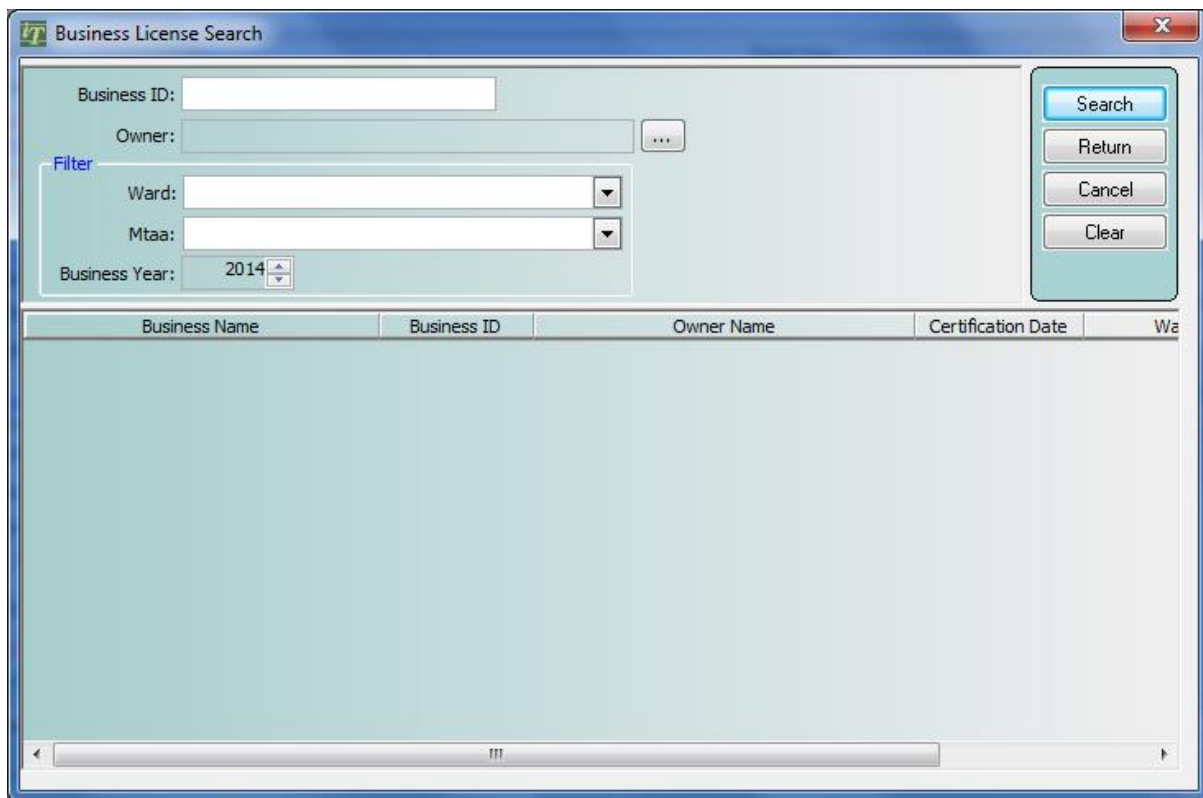 Business License Search
Business ID:
Owner:
...
Filter
Ward:
Mtaa:
Business Year: 2014
Search
Return
Cancel
Clear
Business Name Business ID Owner Name Certification Date Wa